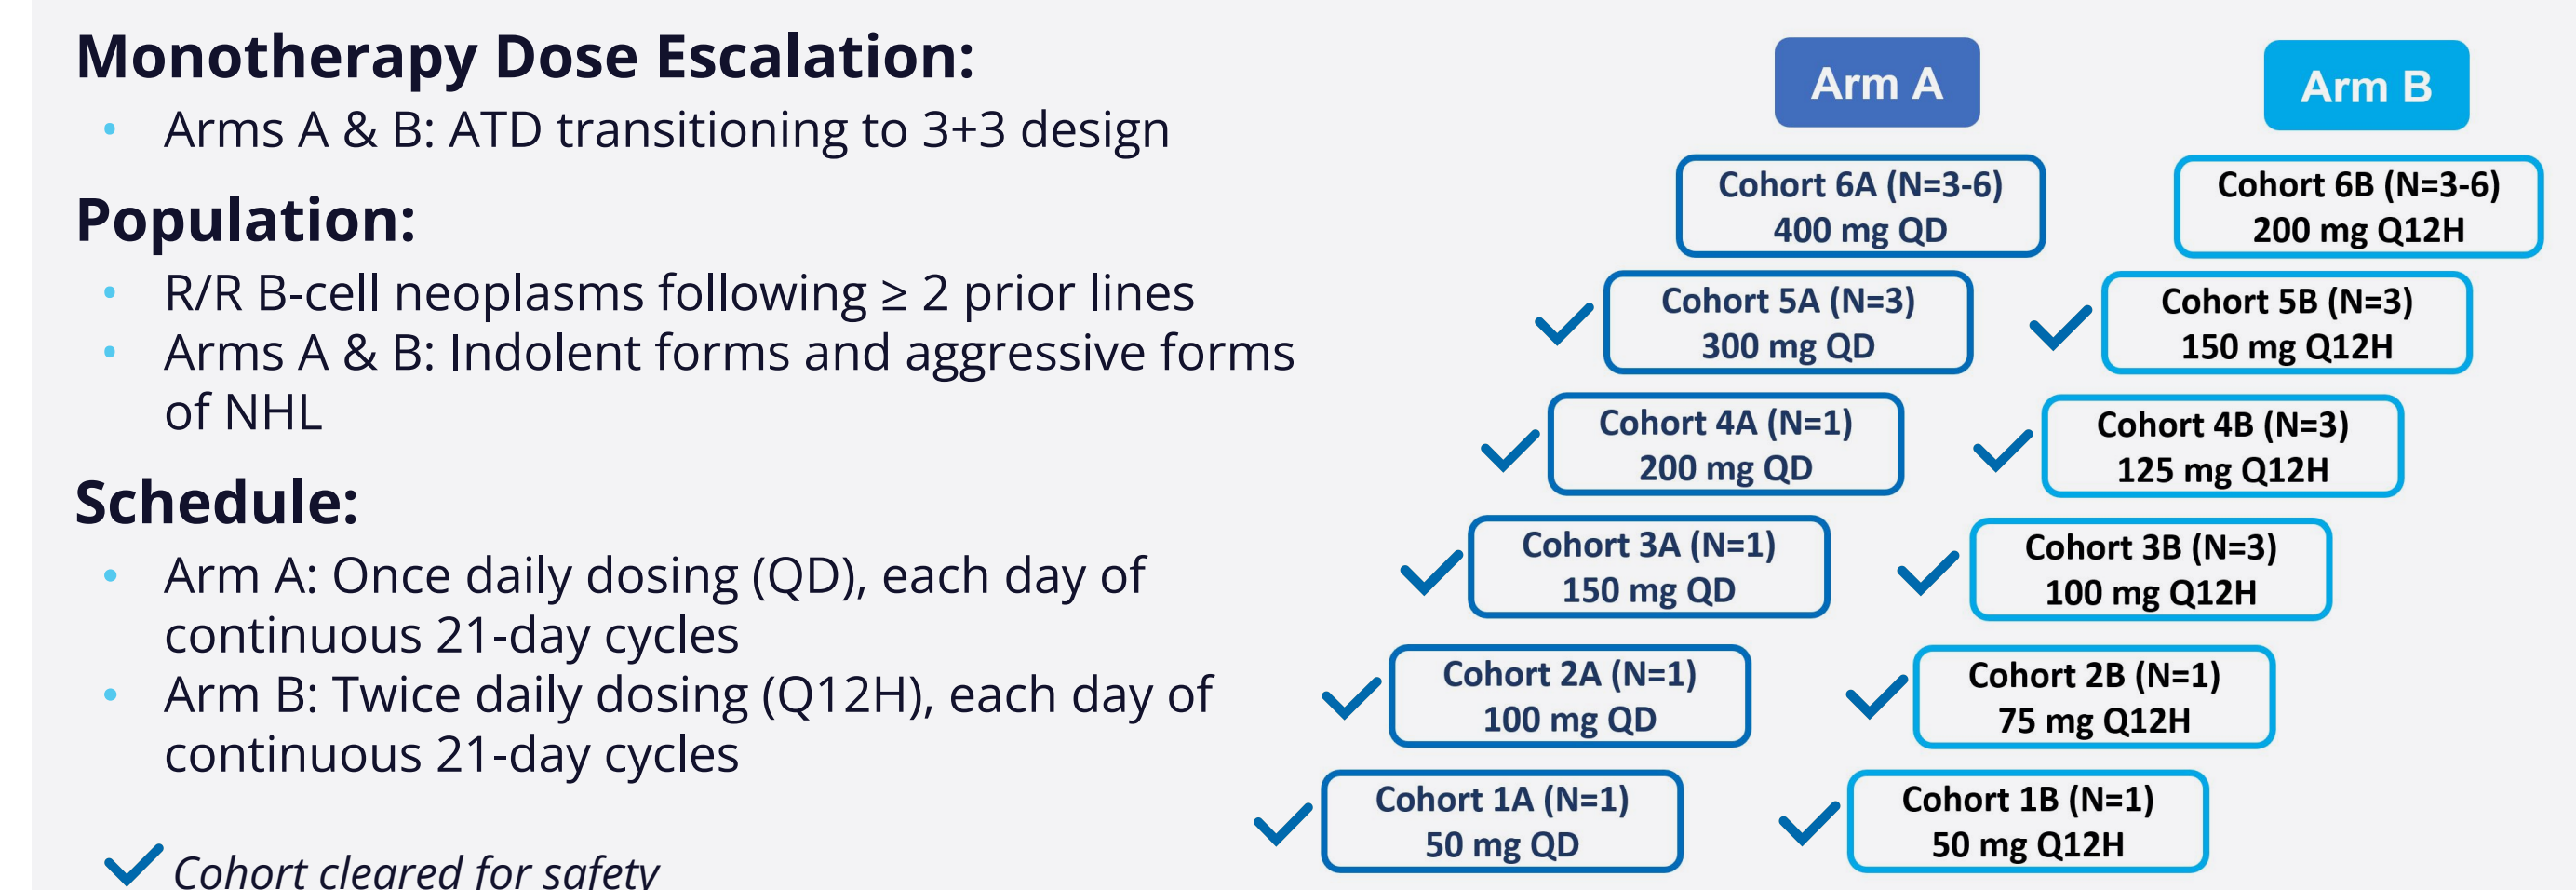 Monotherapy Dose Escalation:
• Arms A & B: ATD transitioning to 3+3 design
Population:
• R/R B-cell neoplasms following ≥ 2 prior lines
• Arms A & B: Indolent forms and aggressive forms
of NHL
Schedule:
• Arm A: Once daily dosing (QD), each day of
continuous 21-day cycles
• Arm B: Twice daily dosing (Q12H), each day of
continuous 21-day cycles
Cohort cleared for safety
Arm A
Cohort 6A (N=3-6)
400 mg QD
Cohort 5A (N=3)
300 mg QD
Cohort 4A (N=1)
200 mg QD
Cohort 3A (N=1)
150 mg QD
Cohort 2A (N=1)
100 mg QD
Cohort 1A (N=1)
50 mg QD
Arm B
Cohort 6B (N=3-6)
200 mg Q12H
Cohort 5B (N=3)
150 mg Q12H
Cohort 4B (N=3)
125 mg Q12H
Cohort 3B (N=3)
100 mg Q12H
Cohort 2B (N=1)
75 mg Q12H
Cohort 1B (N=1)
50 mg Q12H